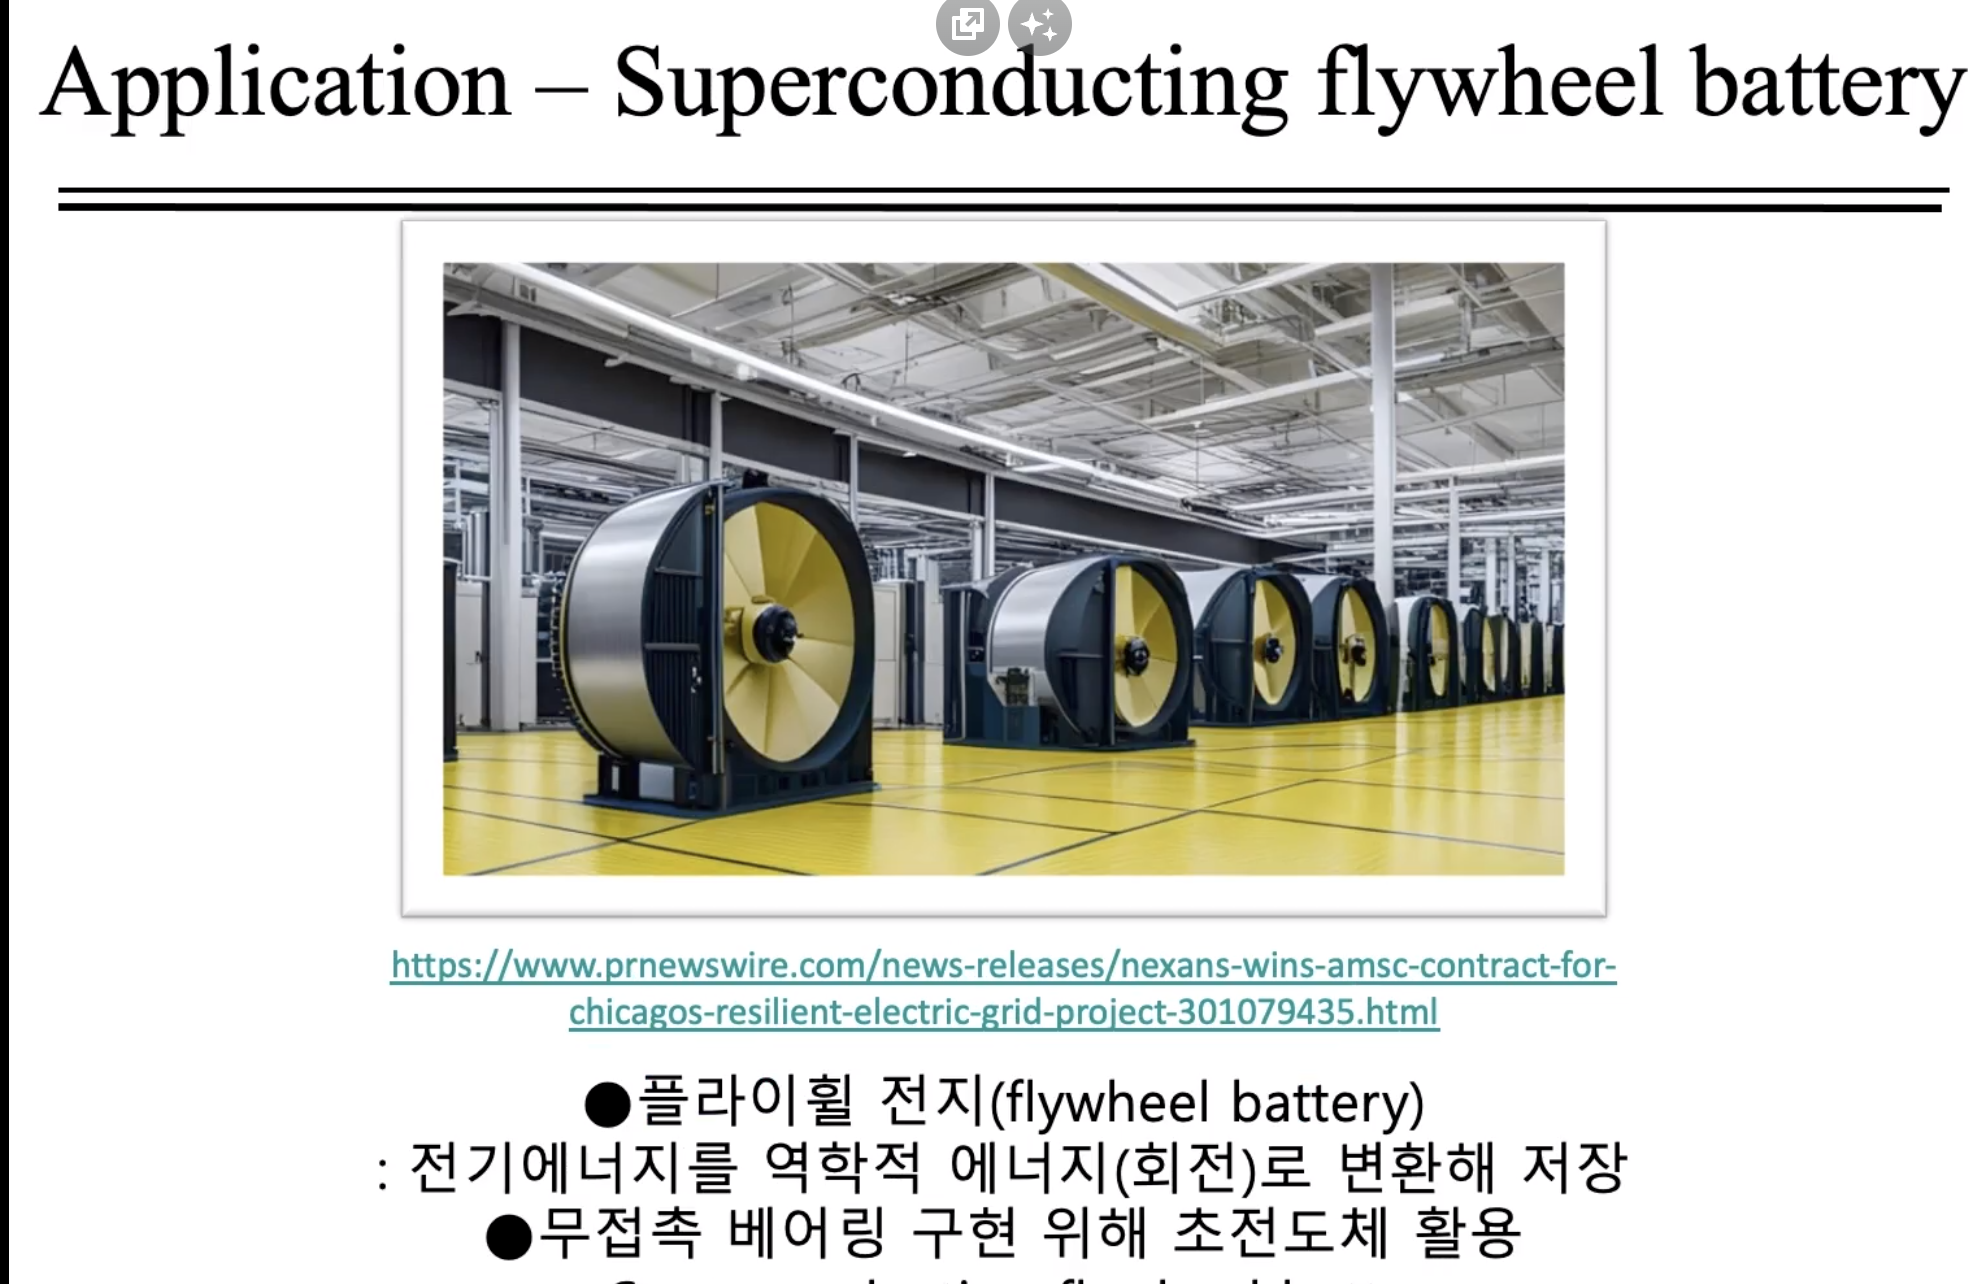 Application – Superconducting flywheel battery
https://www.prnewswire.com/news-releases/nexans-wins-amsc-contract-for-
chicagos-resilient-electric-grid-project-301079435.html
●플라이휠 전지(flywheel battery)
: 전기에너지를 역학적 에너지(회전)로 변환해 저장
●무접촉 베어링 구현 위해 초전도체 활용